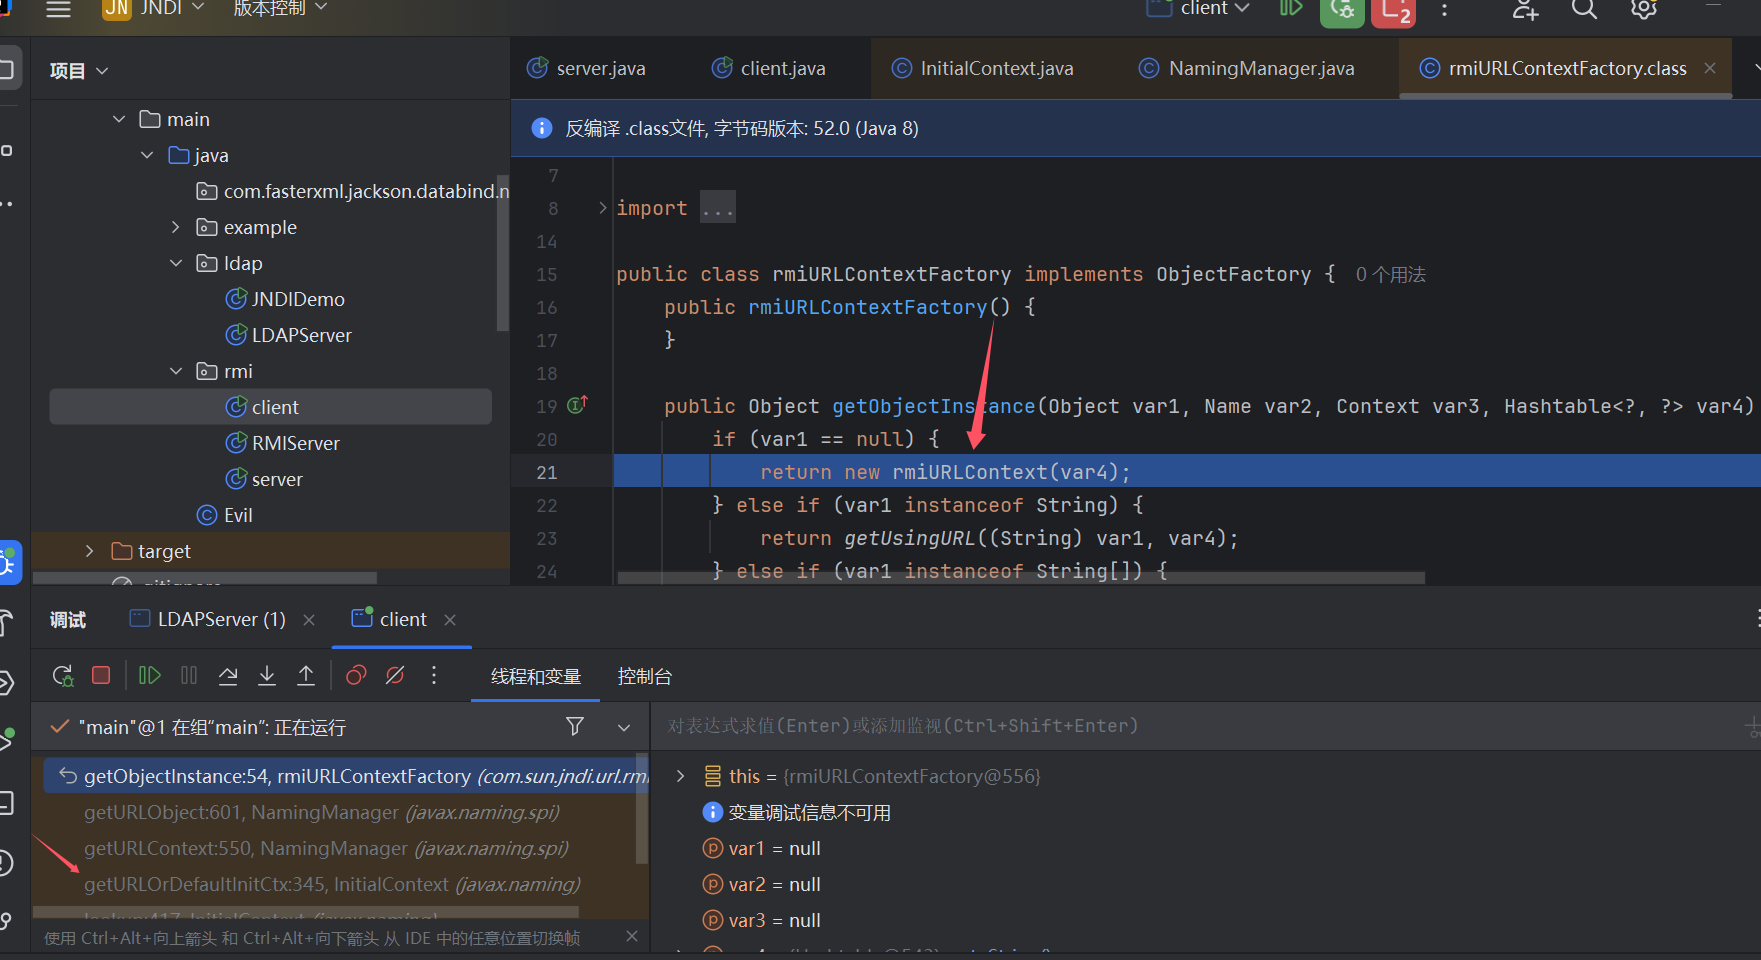 JN JNDI 版本控制 client 2
项目
server.java client.java InitialContext.java NamingManager.java rmiURLContextFactory.class
main
java
com.fasterxml.jackson.databind.n
example
ldap
JNDIDemo
LDAPServer
rmi
client
RMIServer
server
Evil
target
.gitignore
反编译 .class文件, 字节码版本: 52.0 (Java 8)
7
8 import ...
14
15 public class rmiURLContextFactory implements ObjectFactory { 0 个用法
16 public rmiURLContextFactory() {
17 }
18
19 public Object getObjectInstance(Object var1, Name var2, Context var3, Hashtable<?, ?> var4)
20 if (var1 == null) {
21 return new rmiURLContext(var4);
22 } else if (var1 instanceof String) {
23 return getUsingURL((String) var1, var4);
24 } else if (var1 instanceof String[]) {
调试 LDAPServer (1) client
线程和变量 控制台
"main"@1 在组"main": 正在运行
getObjectInstance:54, rmiURLContextFactory (com.sun.jndi.url.rmi
getURLObject:601, NamingManager (javax.naming.spi)
getURLContext:550, NamingManager (javax.naming.spi)
getURLOrDefaultInitCtx:345, InitialContext (javax.naming)
lookup:417, InitialContext (javax.naming)
使用 Ctrl+Alt+向上箭头 和 Ctrl+Alt+向下箭头 从 IDE 中的任意位置切换帧
对表达式求值(Enter)或添加监视(Ctrl+Shift+Enter)
this = {rmiURLContextFactory@556}
变量调试信息不可用
var1 = null
var2 = null
var3 = null